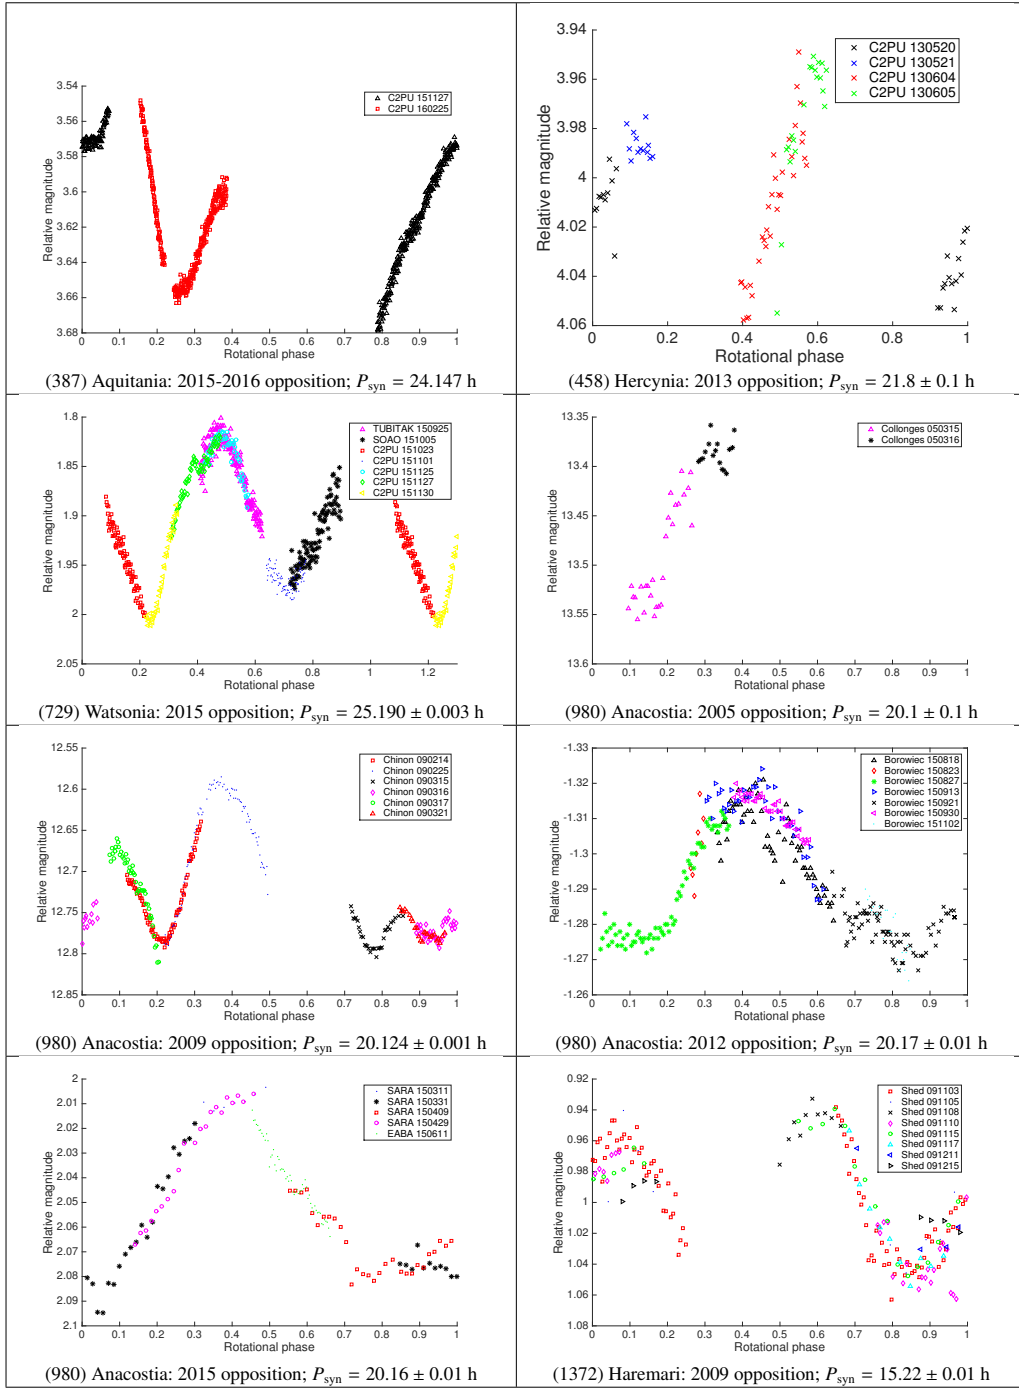 3.54
3.56
3.58
3.6
3.62
3.64
3.66
3.68
Relative magnitude
C2PU 151127
C2PU 160225
0 0.1 0.2 0.3 0.4 0.5 0.6 0.7 0.8 0.9 1
Rotational phase
(387) Aquitania: 2015-2016 opposition; P_syn = 24.147 h
3.94
3.96
3.98
4
4.02
4.04
4.06
Relative magnitude
C2PU 130520
C2PU 130521
C2PU 130604
C2PU 130605
0 0.2 0.4 0.6 0.8 1
Rotational phase
(458) Hercynia: 2013 opposition; P_syn = 21.8 ± 0.1 h
1.8
1.85
1.9
1.95
2
2.05
Relative magnitude
TUBITAK 150925
SOAO 151005
C2PU 151023
C2PU 151101
C2PU 151125
C2PU 151127
C2PU 151130
0 0.2 0.4 0.6 0.8 1 1.2
Rotational phase
(729) Watsonia: 2015 opposition; P_syn = 25.190 ± 0.003 h
13.35
13.4
13.45
13.5
13.55
13.6
Relative magnitude
Collonges 050315
Collonges 050316
0 0.1 0.2 0.3 0.4 0.5 0.6 0.7 0.8 0.9 1
Rotational phase
(980) Anacostia: 2005 opposition; P_syn = 20.1 ± 0.1 h
12.55
12.6
12.65
12.7
12.75
12.8
12.85
Relative magnitude
Chinon 090214
Chinon 090225
Chinon 090315
Chinon 090316
Chinon 090317
Chinon 090321
0 0.1 0.2 0.3 0.4 0.5 0.6 0.7 0.8 0.9 1
Rotational phase
(980) Anacostia: 2009 opposition; P_syn = 20.124 ± 0.001 h
-1.33
-1.32
-1.31
-1.3
-1.29
-1.28
-1.27
-1.26
Relative magnitude
Borowiec 150818
Borowiec 150823
Borowiec 150827
Borowiec 150913
Borowiec 150921
Borowiec 150930
Borowiec 151102
0 0.1 0.2 0.3 0.4 0.5 0.6 0.7 0.8 0.9 1
Rotational phase
(980) Anacostia: 2012 opposition; P_syn = 20.17 ± 0.01 h
2
2.01
2.02
2.03
2.04
2.05
2.06
2.07
2.08
2.09
2.1
Relative magnitude
SARA 150311
SARA 150331
SARA 150409
SARA 150429
EABA 150611
0 0.1 0.2 0.3 0.4 0.5 0.6 0.7 0.8 0.9 1
Rotational phase
(980) Anacostia: 2015 opposition; P_syn = 20.16 ± 0.01 h
0.92
0.94
0.96
0.98
1
1.02
1.04
1.06
1.08
Relative magnitude
Shed 091103
Shed 091105
Shed 091108
Shed 091110
Shed 091115
Shed 091117
Shed 091211
Shed 091215
0 0.1 0.2 0.3 0.4 0.5 0.6 0.7 0.8 0.9 1
Rotational phase
(1372) Haremari: 2009 opposition; P_syn = 15.22 ± 0.01 h